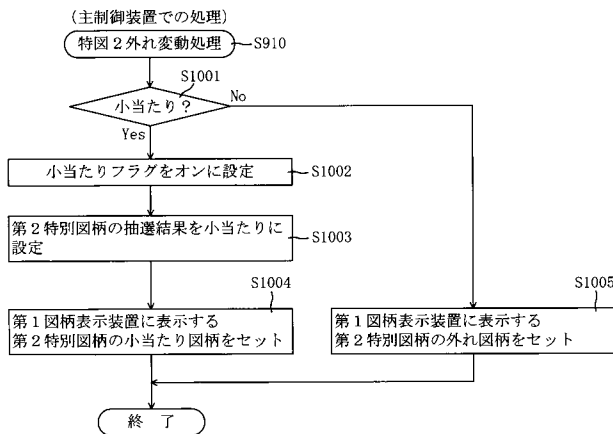 (主制御装置での処理)
特図2外れ変動処理
S910
S1001
小当たり?
No
Yes
小当たりフラグをオンに設定
S1002
第2特別図柄の抽選結果を小当たりに
設定
S1003
S1004
第1図柄表示装置に表示する
第2特別図柄の小当たり図柄をセット
S1005
第1図柄表示装置に表示する
第2特別図柄の外れ図柄をセット
終 了